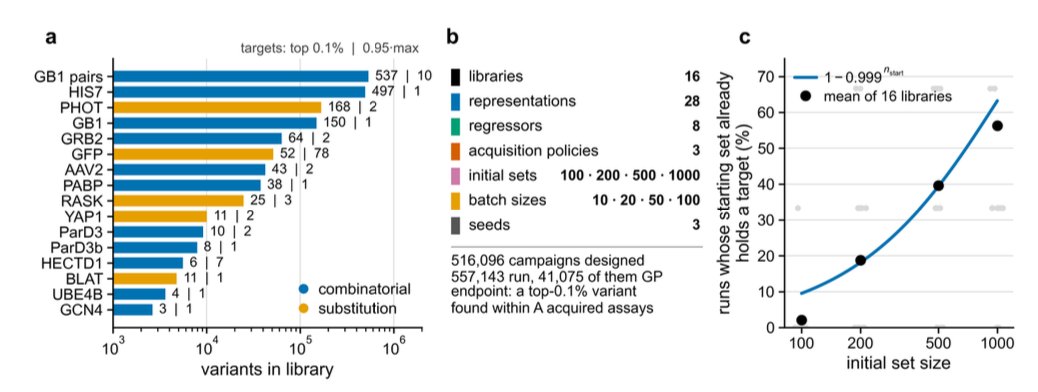 a
targets: top 0.1% | 0.95·max
GB1 pairs 537 | 10
HIS7 497 | 1
PHOT 168 | 2
GB1 150 | 1
GRB2 64 | 2
GFP 52 | 78
AAV2 43 | 2
PABP 38 | 1
RASK 25 | 3
YAP1 11 | 2
ParD3 10 | 2
ParD3b 8 | 1
HECTD1 6 | 7
BLAT 11 | 1
UBE4B 4 | 1
GCN4 3 | 1
combinatorial
substitution
10³ 10⁴ 10⁵ 10⁶
variants in library
b
libraries 16
representations 28
regressors 8
acquisition policies 3
initial sets 100 · 200 · 500 · 1000
batch sizes 10 · 20 · 50 · 100
seeds 3
516,096 campaigns designed
557,143 run, 41,075 of them GP
endpoint: a top-0.1% variant
found within A acquired assays
c
runs whose starting set already
holds a target (%)
70
60
50
40
30
20
10
0
1−0.999^n_start
mean of 16 libraries
100 200 500 1000
initial set size